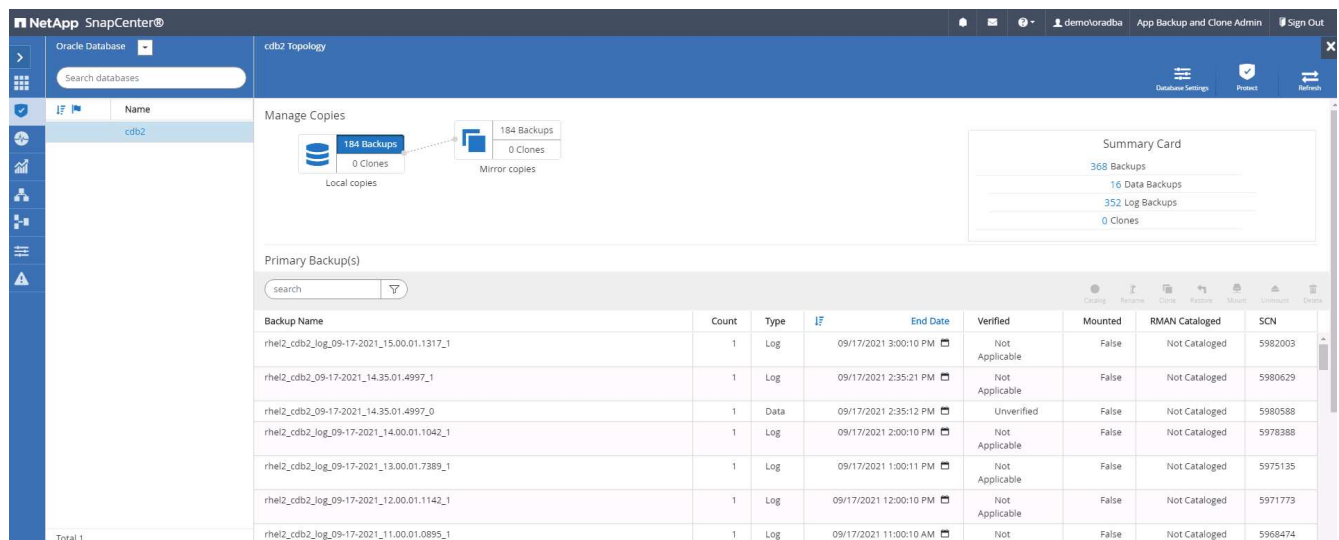 NetApp SnapCenter®
demo\oradba App Backup and Clone Admin Sign Out
Oracle Database
cdb2 Topology
Search databases
Database Settings Protect Refresh
Name
cdb2
Manage Copies
184 Backups
0 Clones
Local copies
184 Backups
0 Clones
Mirror copies
Summary Card
368 Backups
16 Data Backups
352 Log Backups
0 Clones
Primary Backup(s)
search
Catalog Rename Clone Restore Mount Unmount Delete
Backup Name Count Type End Date Verified Mounted RMAN Cataloged SCN
rhel2_cdb2_log_09-17-2021_15.00.01.1317_1 1 Log 09/17/2021 3:00:10 PM Not Applicable False Not Cataloged 5982003
rhel2_cdb2_09-17-2021_14.35.01.4997_1 1 Log 09/17/2021 2:35:21 PM Not Applicable False Not Cataloged 5980629
rhel2_cdb2_09-17-2021_14.35.01.4997_0 1 Data 09/17/2021 2:35:12 PM Unverified False Not Cataloged 5980588
rhel2_cdb2_log_09-17-2021_14.00.01.1042_1 1 Log 09/17/2021 2:00:10 PM Not Applicable False Not Cataloged 5978388
rhel2_cdb2_log_09-17-2021_13.00.01.7389_1 1 Log 09/17/2021 1:00:11 PM Not Applicable False Not Cataloged 5975135
rhel2_cdb2_log_09-17-2021_12.00.01.1142_1 1 Log 09/17/2021 12:00:10 PM Not Applicable False Not Cataloged 5971773
rhel2_cdb2_log_09-17-2021_11.00.01.0895_1 1 Log 09/17/2021 11:00:10 AM Not False Not Cataloged 5968474
Total 1